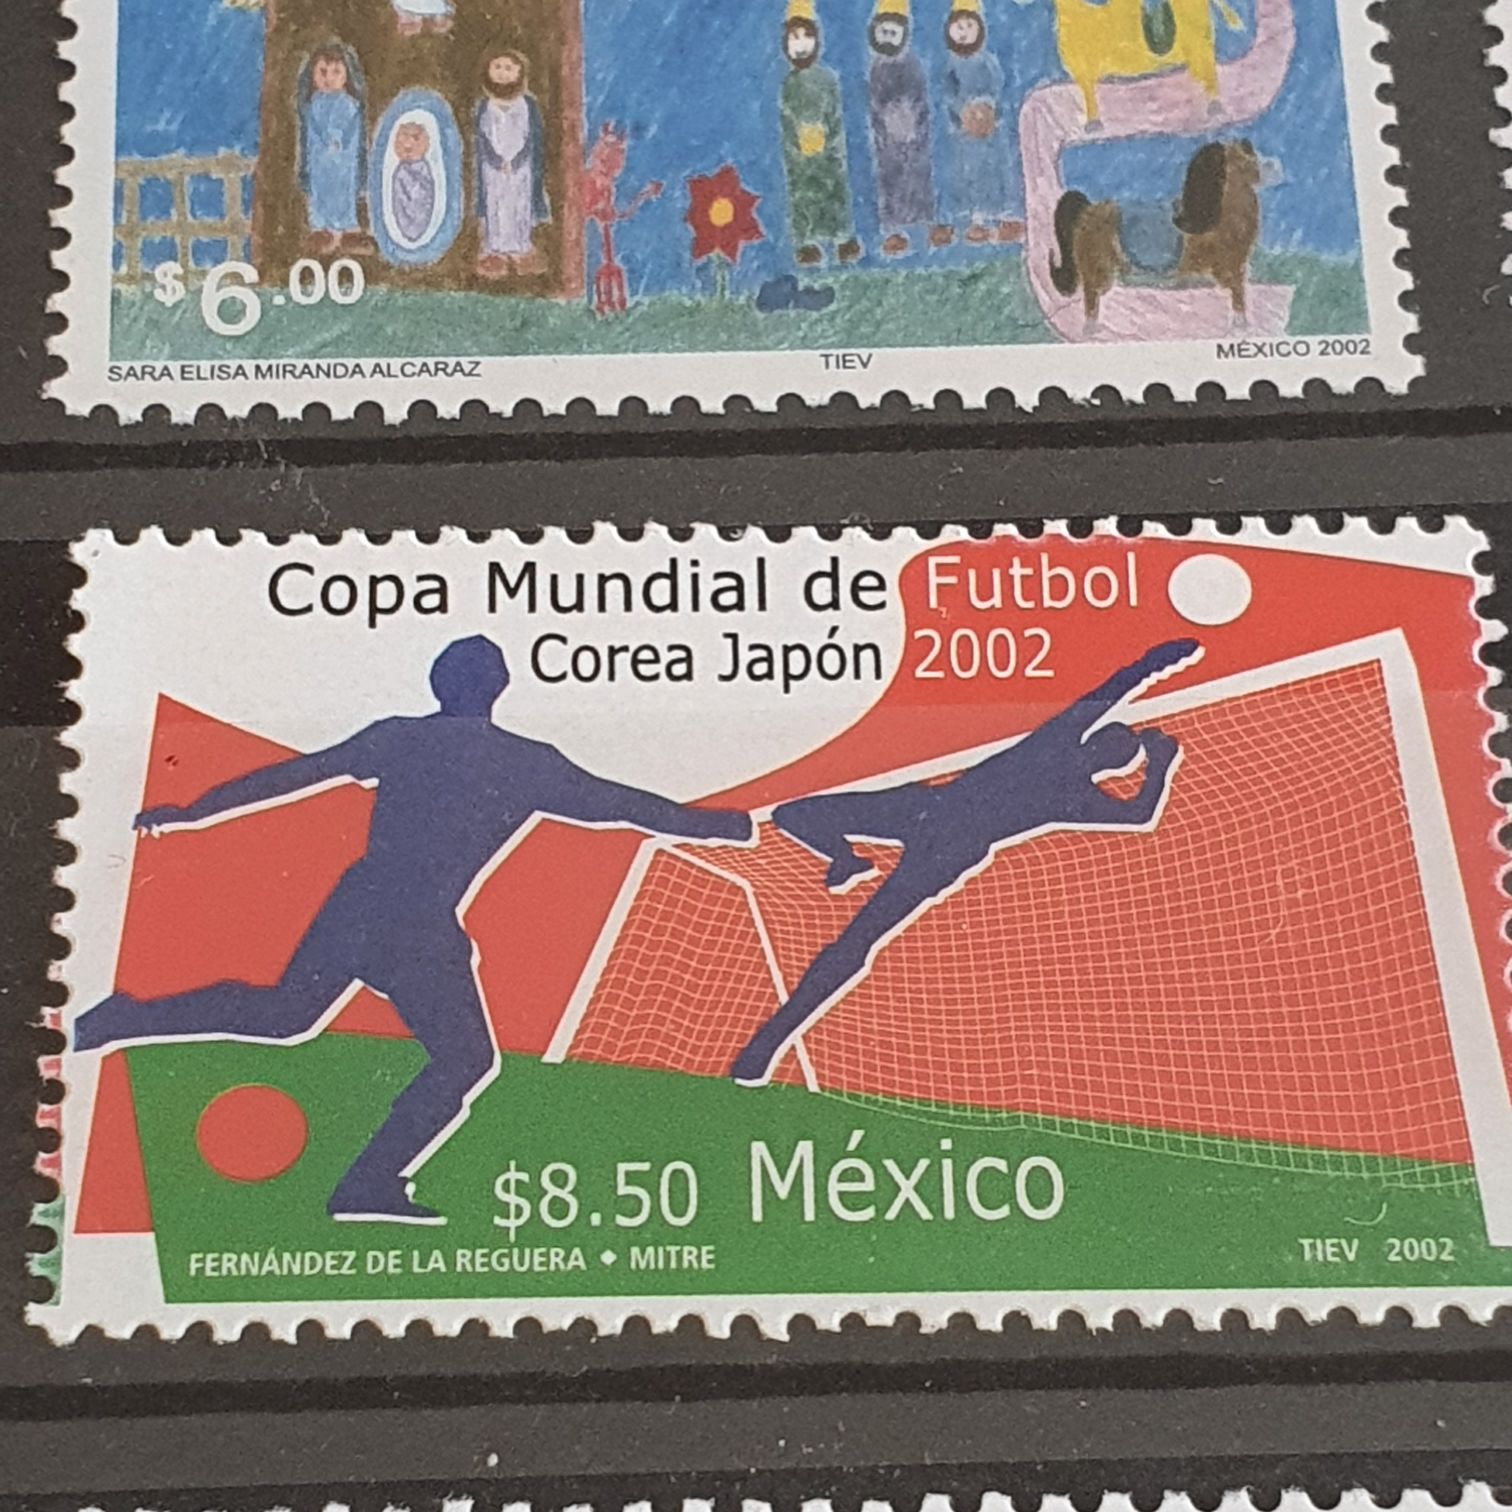 $6.00
SARA ELISA MIRANDA ALCARAZ TIEV MÉXICO 2002
Copa Mundial de Futbol
Corea Japón 2002
$8.50 México
FERNÁNDEZ DE LA REGUERA ◆ MITRE TIEV 2002